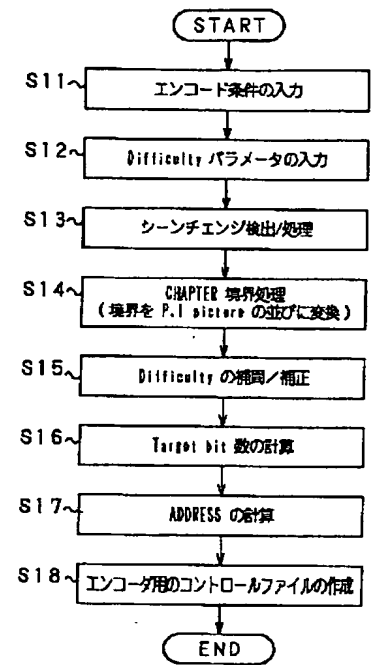 START
S11
エンコード条件の入力
S12
Difficulty パラメータの入力
S13
シーンチェンジ検出/処理
S14
CHAPTER 境界処理
( 境界を P.I picture の並びに変換 )
S15
Difficulty の補間/補正
S16
Target bit 数の計算
S17
ADDRESS の計算
S18
エンコーダ用のコントロールファイルの作成
END